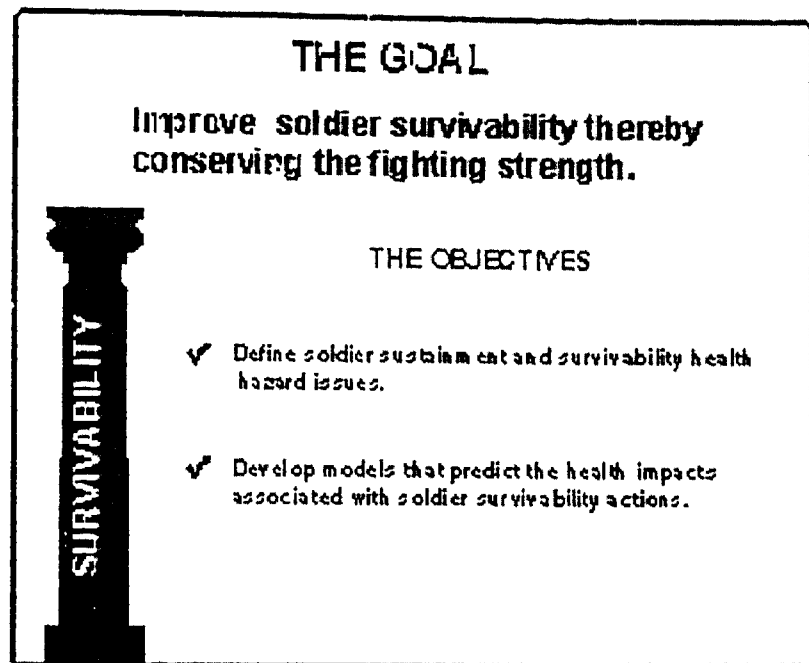 THE GOAL
Improve soldier survivability thereby
conserving the fighting strength.
THE OBJECTIVES
SURVIVABILITY
Define soldier sustainment and survivability health
hazard issues.
Develop models that predict the health impacts
associated with soldier survivability actions.